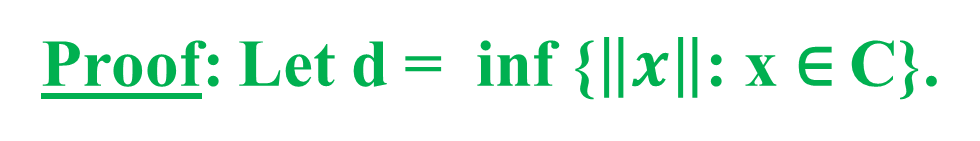 Proof: Let d = inf {‖x‖: x ∈ C}.